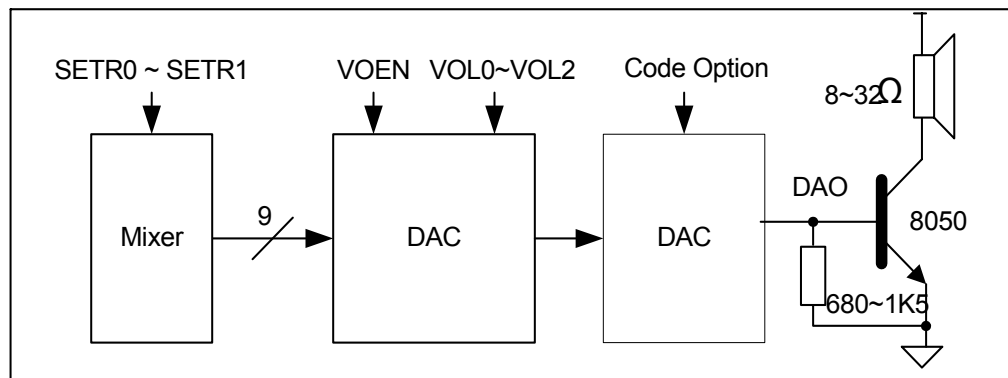 SETR0 ~ SETR1
VOEN
VOL0~VOL2
Code Option
8~32Ω
DAO
8050
9
Mixer
DAC
DAC
680~1K5